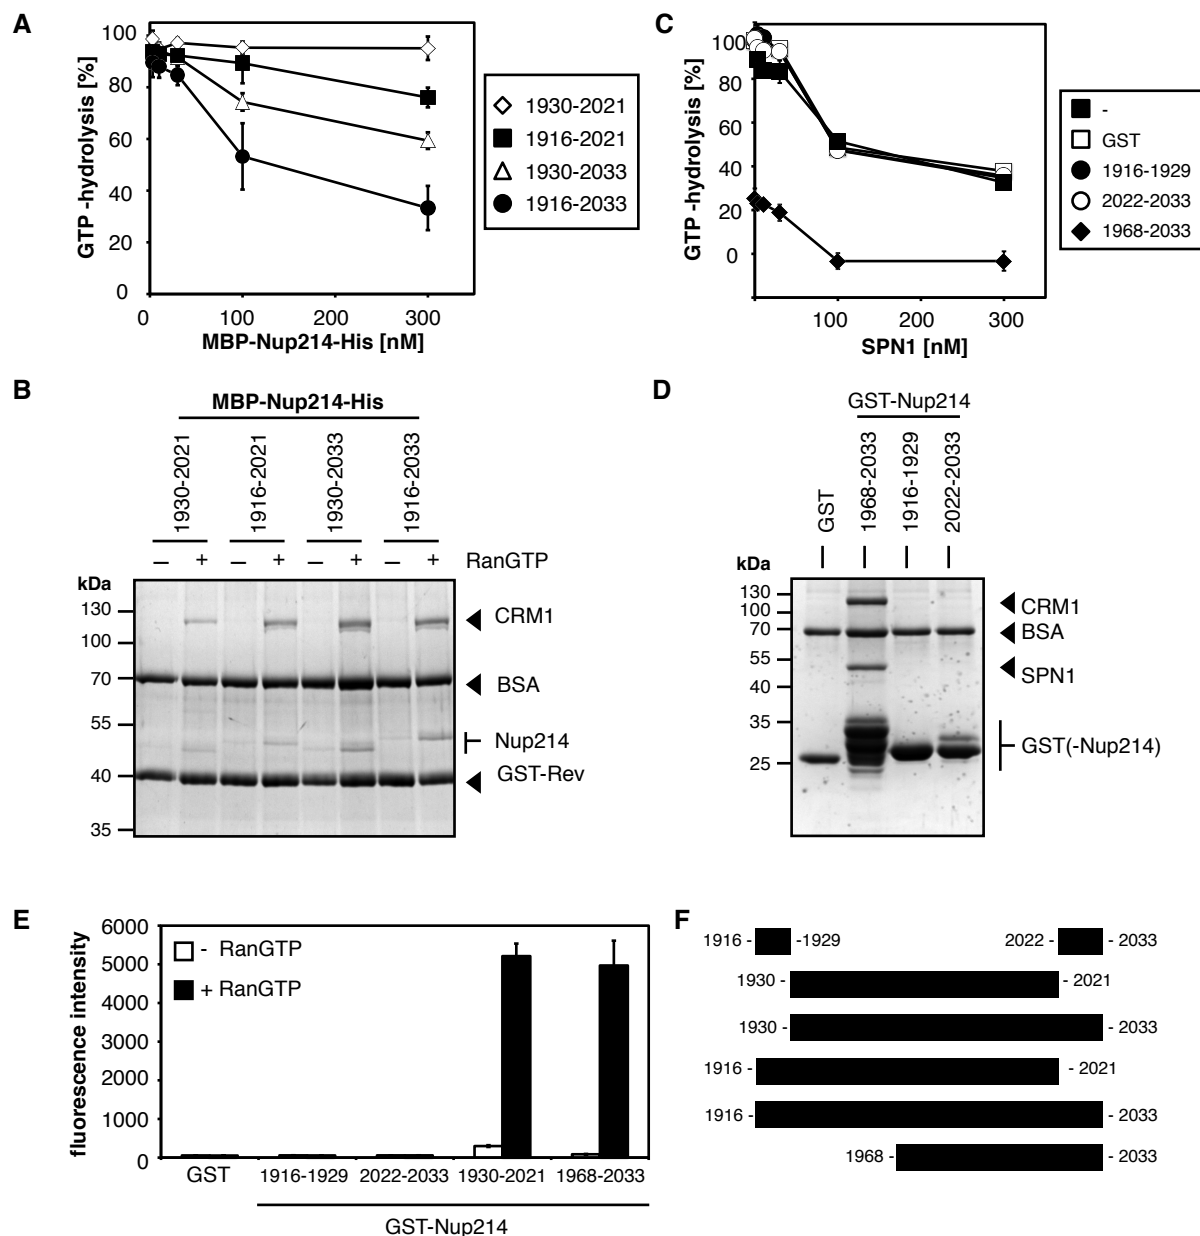 A
GTP -hydrolysis [%]
100
80
60
40
20
0
0 100 200 300
MBP-Nup214-His [nM]
1930-2021
1916-2021
1930-2033
1916-2033
C
GTP -hydrolysis [%]
100
80
60
40
20
0
100 200 300
SPN1 [nM]
-
GST
1916-1929
2022-2033
1968-2033
B
MBP-Nup214-His
1930-2021
1916-2021
1930-2033
1916-2033
– + – + – + – + RanGTP
kDa
130
100
70
55
40
35
CRM1
BSA
Nup214
GST-Rev
D
GST-Nup214
GST
1968-2033
1916-1929
2022-2033
kDa
130
100
70
55
40
35
25
CRM1
BSA
SPN1
GST(-Nup214)
E
fluorescence intensity
6000
5000
4000
3000
2000
1000
0
- RanGTP
+ RanGTP
GST 1916-1929 2022-2033 1930-2021 1968-2033
GST-Nup214
F
1916 - -1929 2022 - - 2033
1930 - - 2021
1930 - - 2033
1916 - - 2021
1916 - - 2033
1968 - - 2033